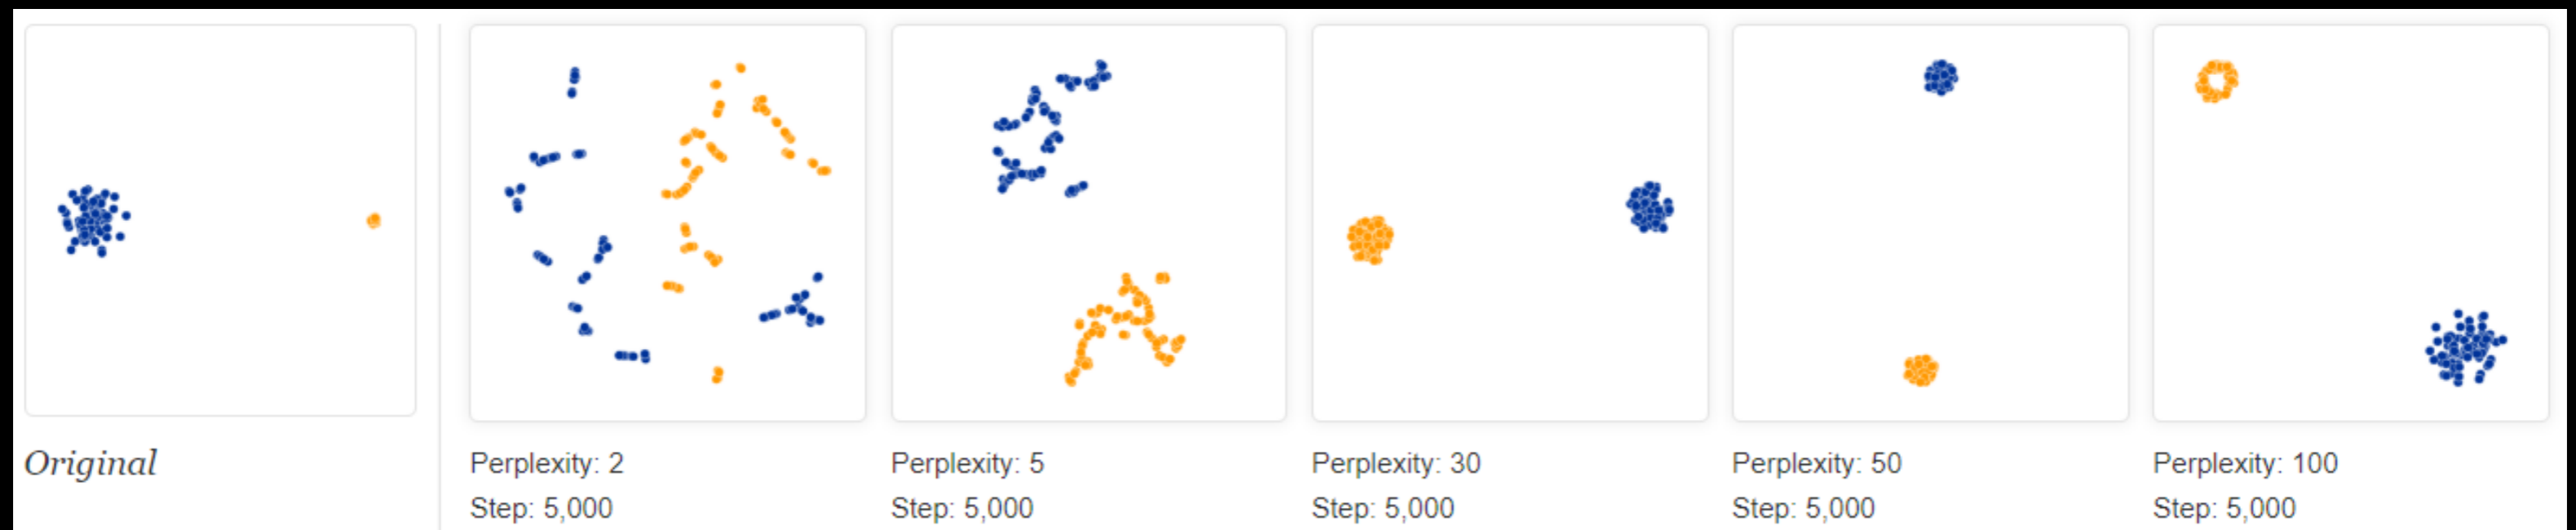 Original
Perplexity: 2
Step: 5,000
Perplexity: 5
Step: 5,000
Perplexity: 30
Step: 5,000
Perplexity: 50
Step: 5,000
Perplexity: 100
Step: 5,000